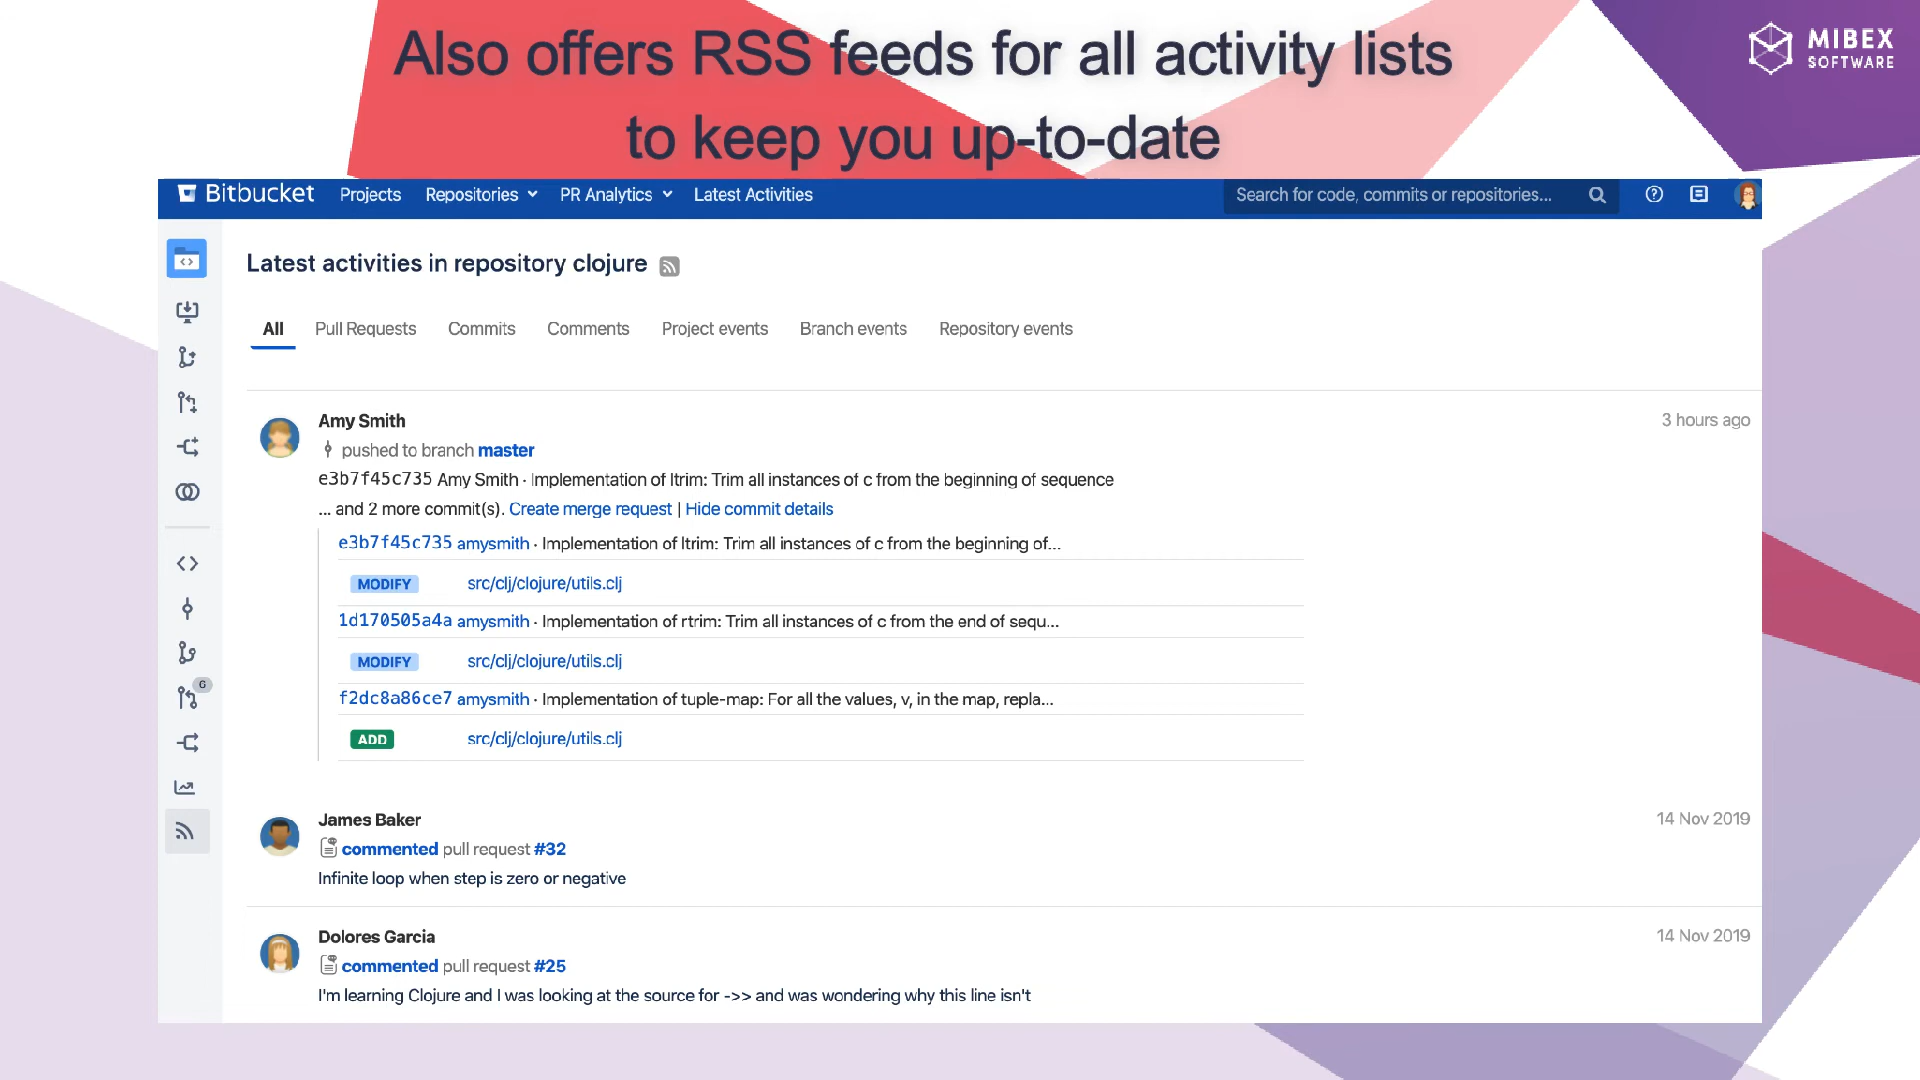 Also offers RSS feeds for all activity lists
to keep you up-to-date
MIBEX
SOFTWARE
Bitbucket Projects Repositories PR Analytics Latest Activities Search for code, commits or repositories...
Latest activities in repository clojure
All Pull Requests Commits Comments Project events Branch events Repository events
Amy Smith 3 hours ago
pushed to branch master
e3b7f45c735 Amy Smith · Implementation of ltrim: Trim all instances of c from the beginning of sequence
... and 2 more commit(s). Create merge request | Hide commit details
e3b7f45c735 amysmith · Implementation of ltrim: Trim all instances of c from the beginning of...
MODIFY src/clj/clojure/utils.clj
1d170505a4a amysmith · Implementation of rtrim: Trim all instances of c from the end of sequ...
MODIFY src/clj/clojure/utils.clj
f2dc8a86ce7 amysmith · Implementation of tuple-map: For all the values, v, in the map, repla...
6
ADD src/clj/clojure/utils.clj
James Baker 14 Nov 2019
commented pull request #32
Infinite loop when step is zero or negative
Dolores Garcia 14 Nov 2019
commented pull request #25
I'm learning Clojure and I was looking at the source for ->> and was wondering why this line isn't